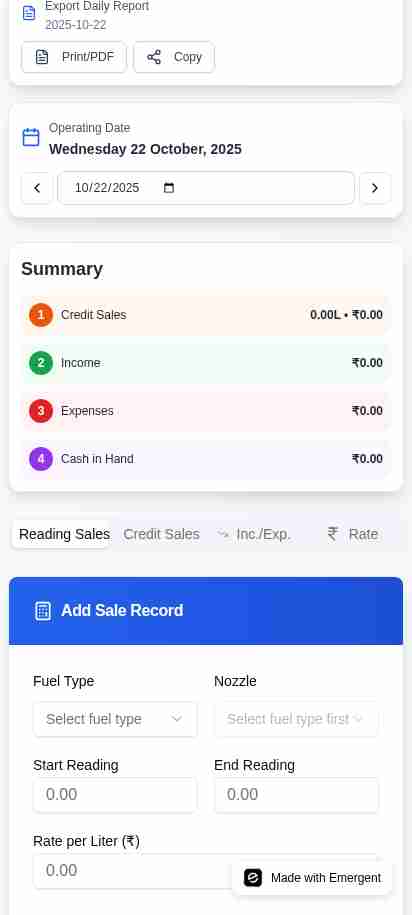 Export Daily Report
2025-10-22
Print/PDF Copy
Operating Date
Wednesday 22 October, 2025
10/22/2025
Summary
1 Credit Sales 0.00L • ₹0.00
2 Income ₹0.00
3 Expenses ₹0.00
4 Cash in Hand ₹0.00
Reading Sales Credit Sales Inc./Exp. ₹ Rate
Add Sale Record
Fuel Type Nozzle
Select fuel type Select fuel type first
Start Reading End Reading
0.00 0.00
Rate per Liter (₹)
0.00
Made with Emergent